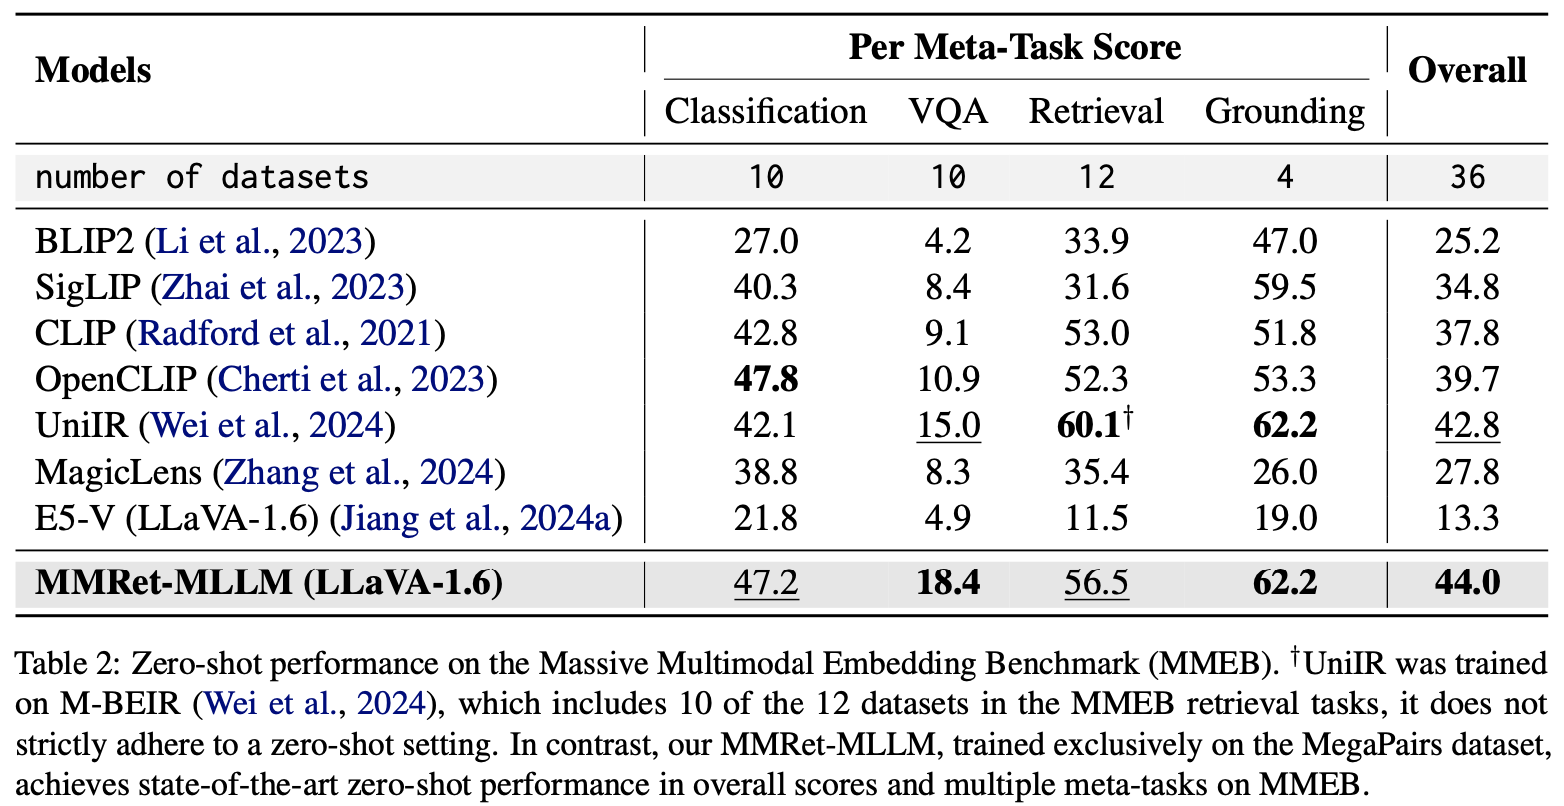 Models Per Meta-Task Score Overall
Classification VQA Retrieval Grounding
number of datasets 10 10 12 4 36
BLIP2 (Li et al., 2023) 27.0 4.2 33.9 47.0 25.2
SigLIP (Zhai et al., 2023) 40.3 8.4 31.6 59.5 34.8
CLIP (Radford et al., 2021) 42.8 9.1 53.0 51.8 37.8
OpenCLIP (Cherti et al., 2023) 47.8 10.9 52.3 53.3 39.7
UniIR (Wei et al., 2024) 42.1 15.0 60.1† 62.2 42.8
MagicLens (Zhang et al., 2024) 38.8 8.3 35.4 26.0 27.8
E5-V (LLaVA-1.6) (Jiang et al., 2024a) 21.8 4.9 11.5 19.0 13.3
MMRet-MLLM (LLaVA-1.6) 47.2 18.4 56.5 62.2 44.0
Table 2: Zero-shot performance on the Massive Multimodal Embedding Benchmark (MMEB). †UniIR was trained
on M-BEIR (Wei et al., 2024), which includes 10 of the 12 datasets in the MMEB retrieval tasks, it does not
strictly adhere to a zero-shot setting. In contrast, our MMRet-MLLM, trained exclusively on the MegaPairs dataset,
achieves state-of-the-art zero-shot performance in overall scores and multiple meta-tasks on MMEB.